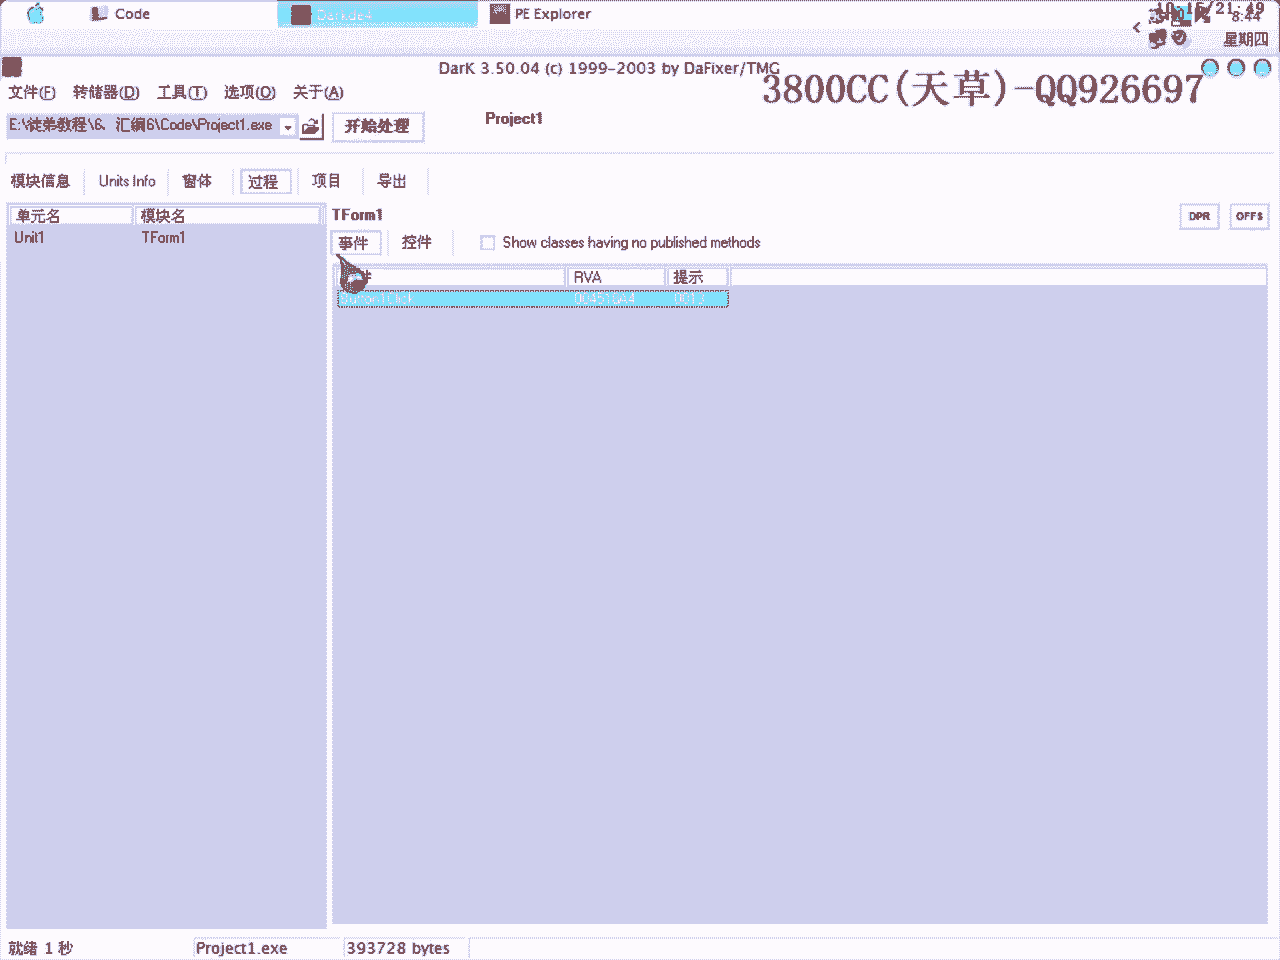 Code
Darkde4
PE Explorer
10:15/21:49
8:44
星期四
DarK 3.50.04 (c) 1999-2003 by DaFixer/TMG
3800CC(天草)-QQ926697
文件(F) 转储器(D) 工具(T) 选项(O) 关于(A)
E:\徒弟教程\6、汇编6\Code\Project1.exe
开始处理
Project1
模块信息 Units Info 窗体 过程 项目 导出
单元名 模块名
Unit1 TForm1
TForm1
DPR
OFFS
事件 控件
Show classes having no published methods
件 RVA 提示
Button1Click 004510A4 0013
就绪 1 秒 Project1.exe 393728 bytes